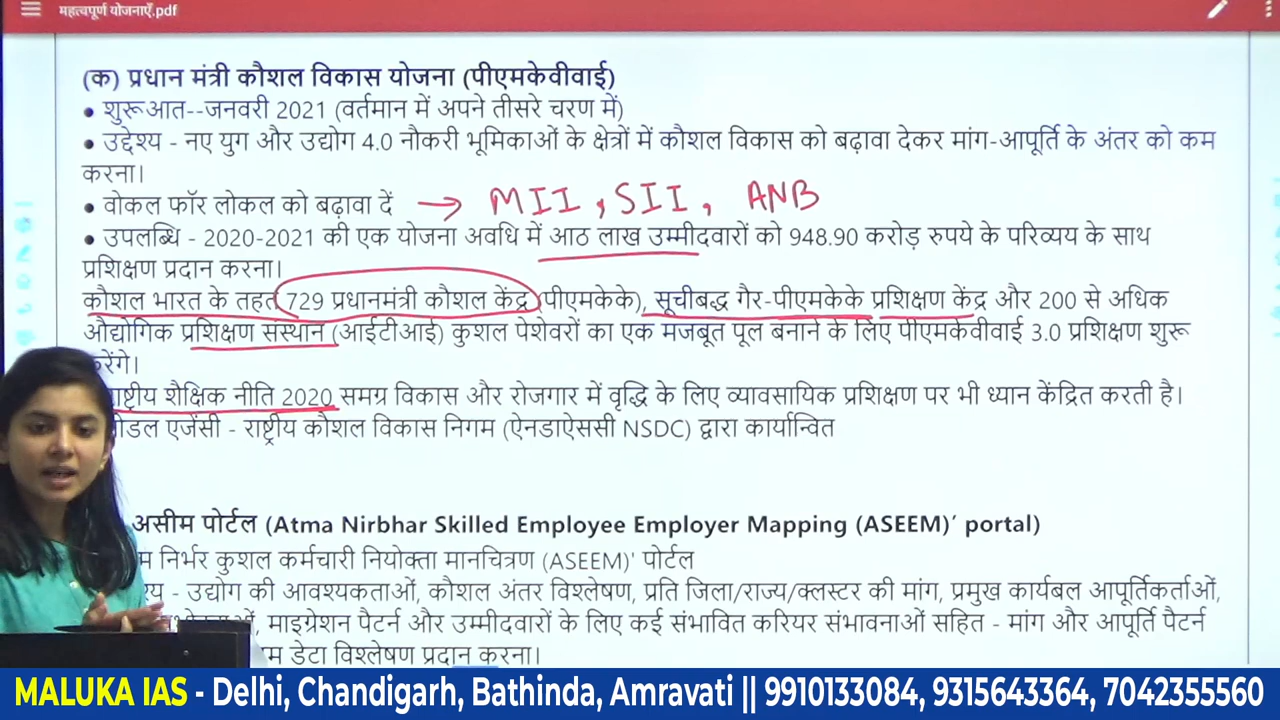 महत्वपूर्ण योजनाएँ.pdf
(क) प्रधान मंत्री कौशल विकास योजना (पीएमकेवीवाई)
• शुरूआत--जनवरी 2021 (वर्तमान में अपने तीसरे चरण में)
• उद्देश्य - नए युग और उद्योग 4.0 नौकरी भूमिकाओं के क्षेत्रों में कौशल विकास को बढ़ावा देकर मांग-आपूर्ति के अंतर को कम
करना।
• वोकल फॉर लोकल को बढ़ावा दें → MII, SII, ANB
• उपलब्धि - 2020-2021 की एक योजना अवधि में आठ लाख उम्मीदवारों को 948.90 करोड़ रुपये के परिव्यय के साथ
प्रशिक्षण प्रदान करना।
कौशल भारत के तहत 729 प्रधानमंत्री कौशल केंद्र (पीएमकेके), सूचीबद्ध गैर-पीएमकेके प्रशिक्षण केंद्र और 200 से अधिक
औद्योगिक प्रशिक्षण संस्थान (आईटीआई) कुशल पेशेवरों का एक मजबूत पूल बनाने के लिए पीएमकेवीवाई 3.0 प्रशिक्षण शुरू
करेंगे।
शैक्षिक नीति 2020 समग्र विकास और रोजगार में वृद्धि के लिए व्यावसायिक प्रशिक्षण पर भी ध्यान केंद्रित करती है।
एजेंसी - राष्ट्रीय कौशल विकास निगम (ऐनडाऐससी NSDC) द्वारा कार्यान्वित
असीम पोर्टल (Atma Nirbhar Skilled Employee Employer Mapping (ASEEM)’ portal)
निर्भर कुशल कर्मचारी नियोक्ता मानचित्रण (ASEEM)' पोर्टल
- उद्योग की आवश्यकताओं, कौशल अंतर विश्लेषण, प्रति जिला/राज्य/क्लस्टर की मांग, प्रमुख कार्यबल आपूर्तिकर्ताओं,
माइग्रेशन पैटर्न और उम्मीदवारों के लिए कई संभावित करियर संभावनाओं सहित - मांग और आपूर्ति पैटर्न
डेटा विश्लेषण प्रदान करना।
MALUKA IAS - Delhi, Chandigarh, Bathinda, Amravati || 9910133084, 9315643364, 7042355560